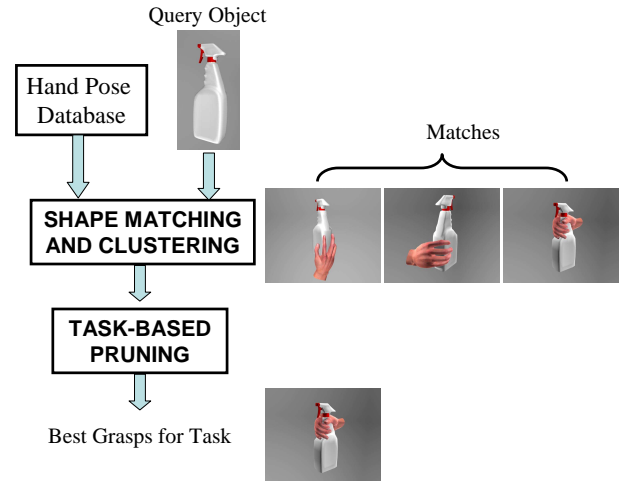 Query Object
Hand Pose
Database
Matches
SHAPE MATCHING
AND CLUSTERING
TASK-BASED
PRUNING
Best Grasps for Task